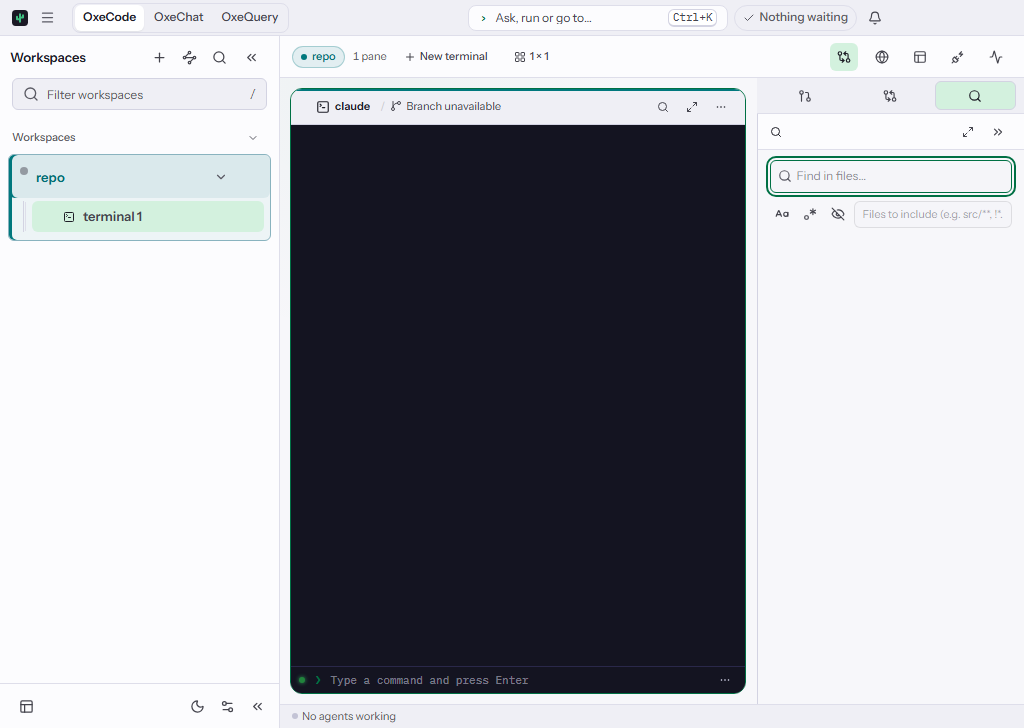 OxeCode OxeChat OxeQuery
Ask, run or go to... Ctrl+K
Nothing waiting
Workspaces
Filter workspaces /
Workspaces
repo
terminal 1
repo 1 pane + New terminal 1×1
claude / Branch unavailable
Find in files...
Aa .* Files to include (e.g. src/**, !*.
❯ Type a command and press Enter
No agents working